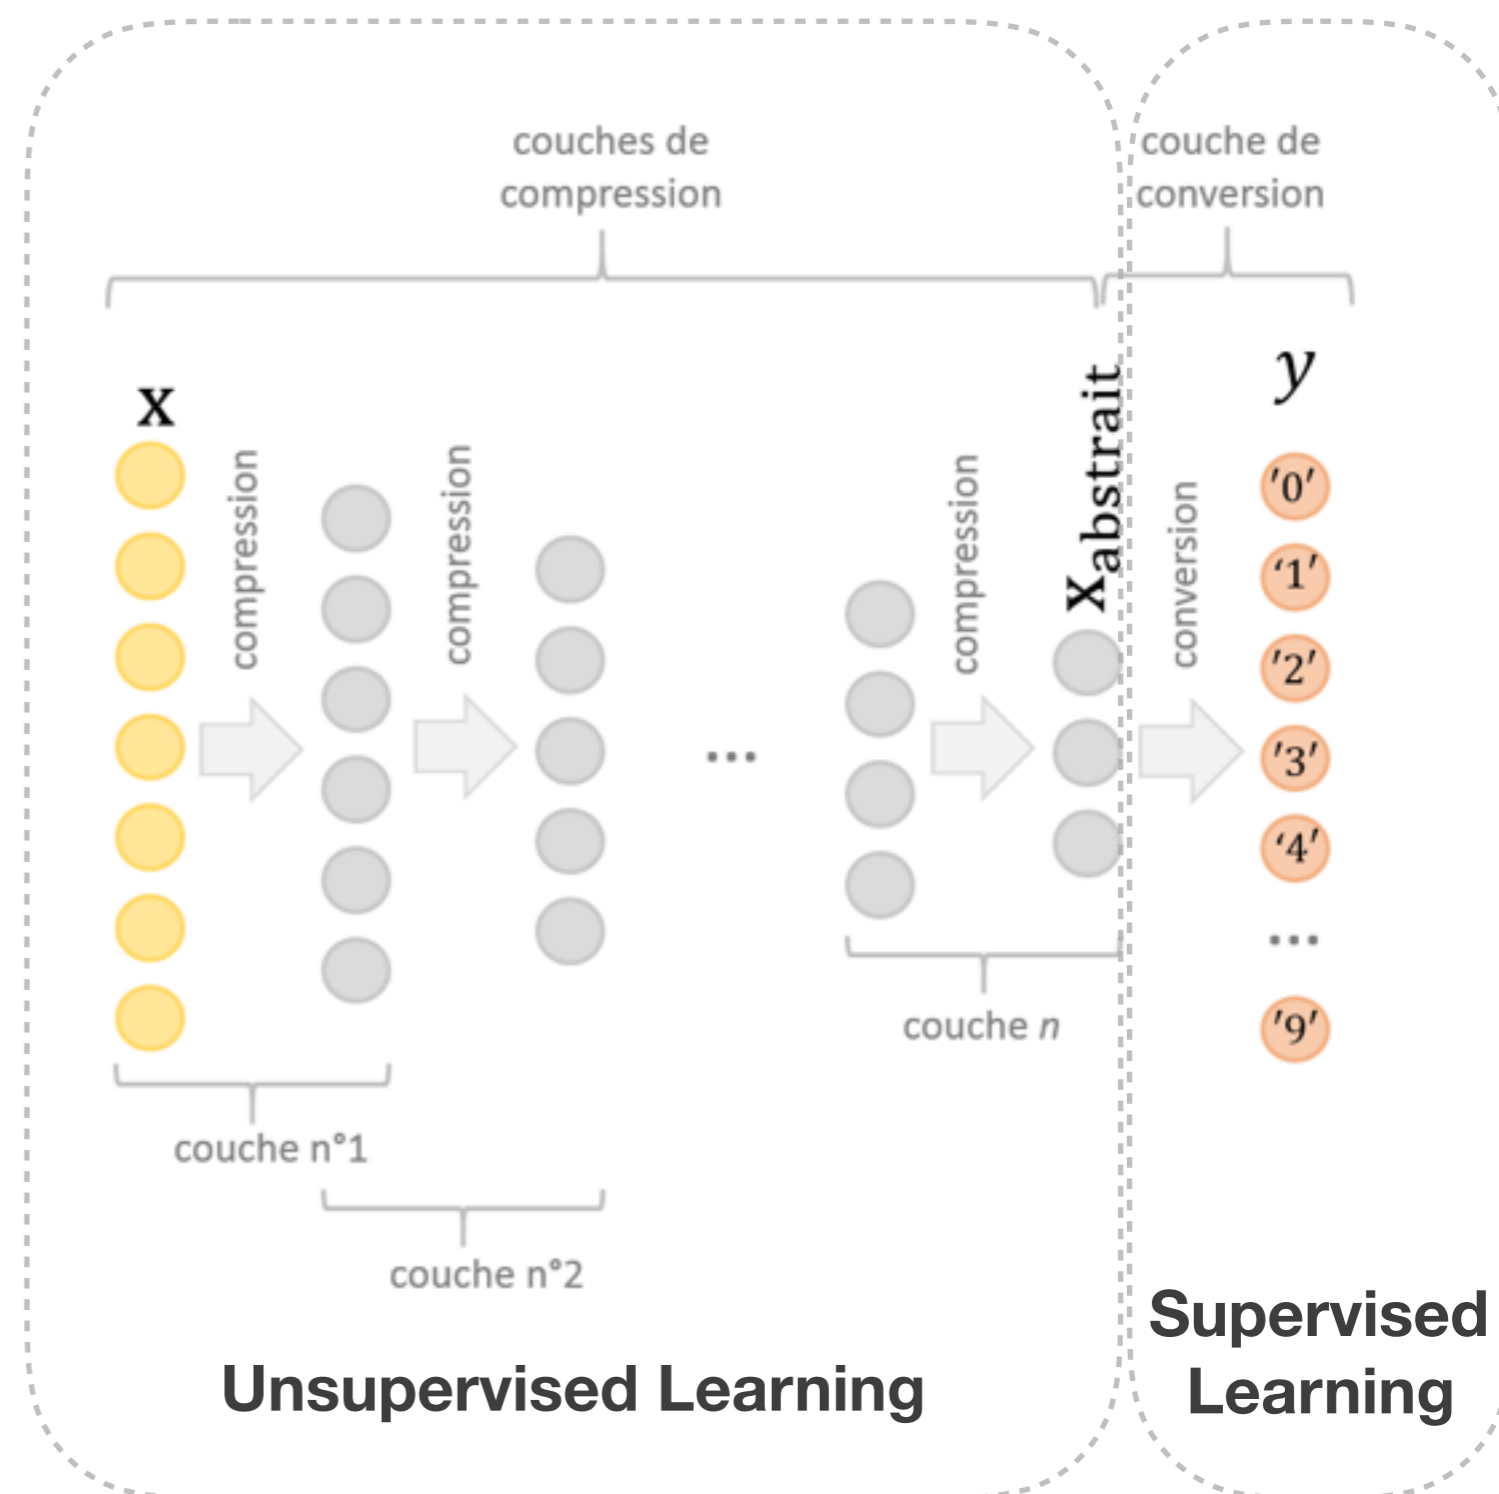 couches de
compression
couche de
conversion
x
compression
compression
...
compression
Xabstrait
conversion
y
'0'
‘1'
'2'
'3'
‘4'
...
'9'
couche n
couche n°1
couche n°2
Unsupervised Learning
Supervised
Learning